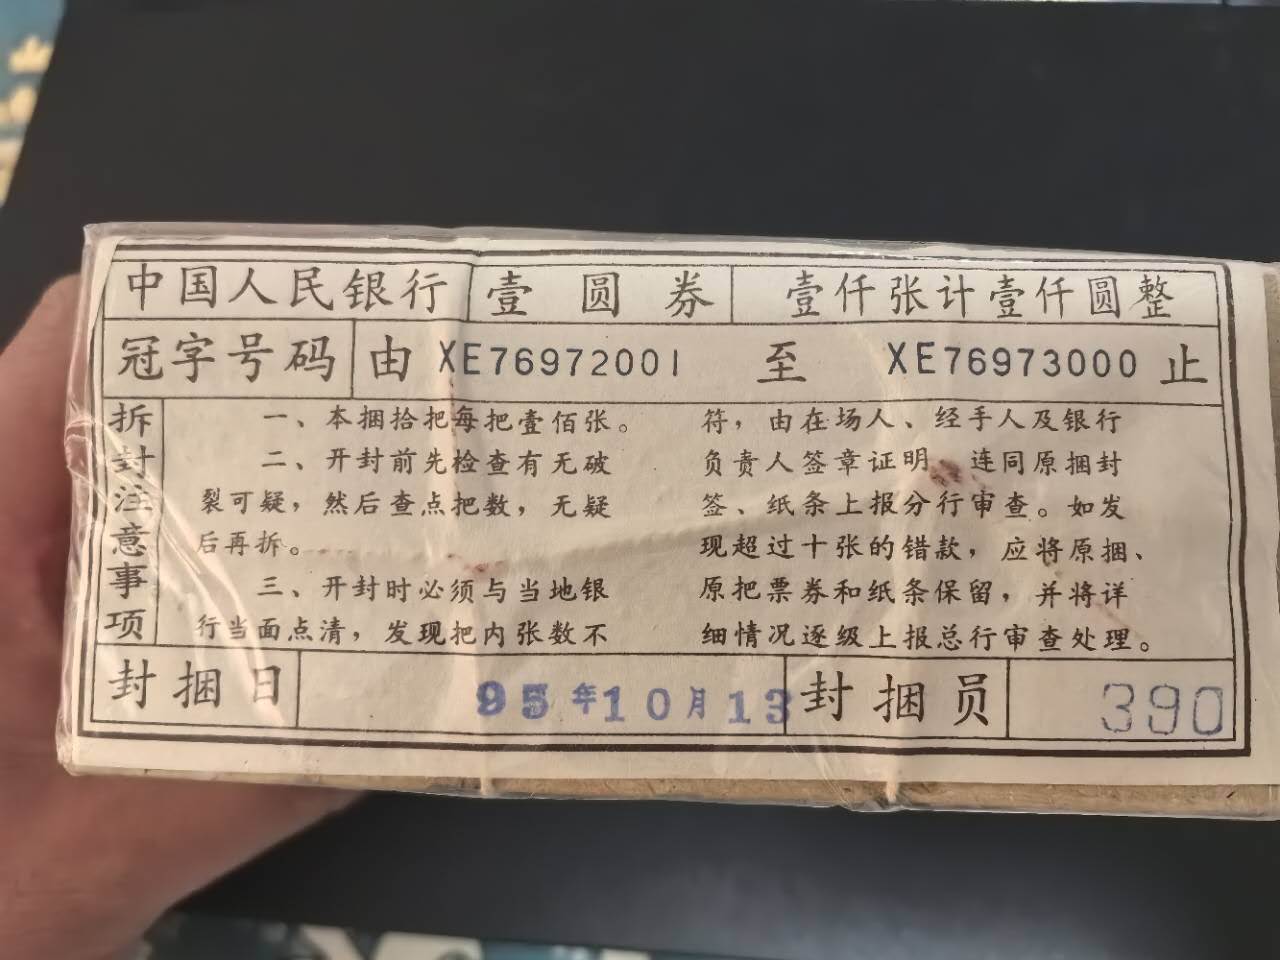 中国人民银行 壹圆券 壹仟张计壹仟圆整
冠字号码 由 XE76972001 至 XE76973000 止
拆封注意事项
一、本捆拾把每把壹佰张。
二、开封前先检查有无破
裂可疑，然后查点把数，无疑
后再拆。
三、开封时必须与当地银
行当面点清，发现把内张数不
符，由在场人、经手人及银行
负责人签章证明 连同原捆封
签、纸条上报分行审查。如发
现超过十张的错款，应将原捆、
原把票券和纸条保留，并将详
细情况逐级上报总行审查处理。
封捆日 95年10月13 封捆员 390